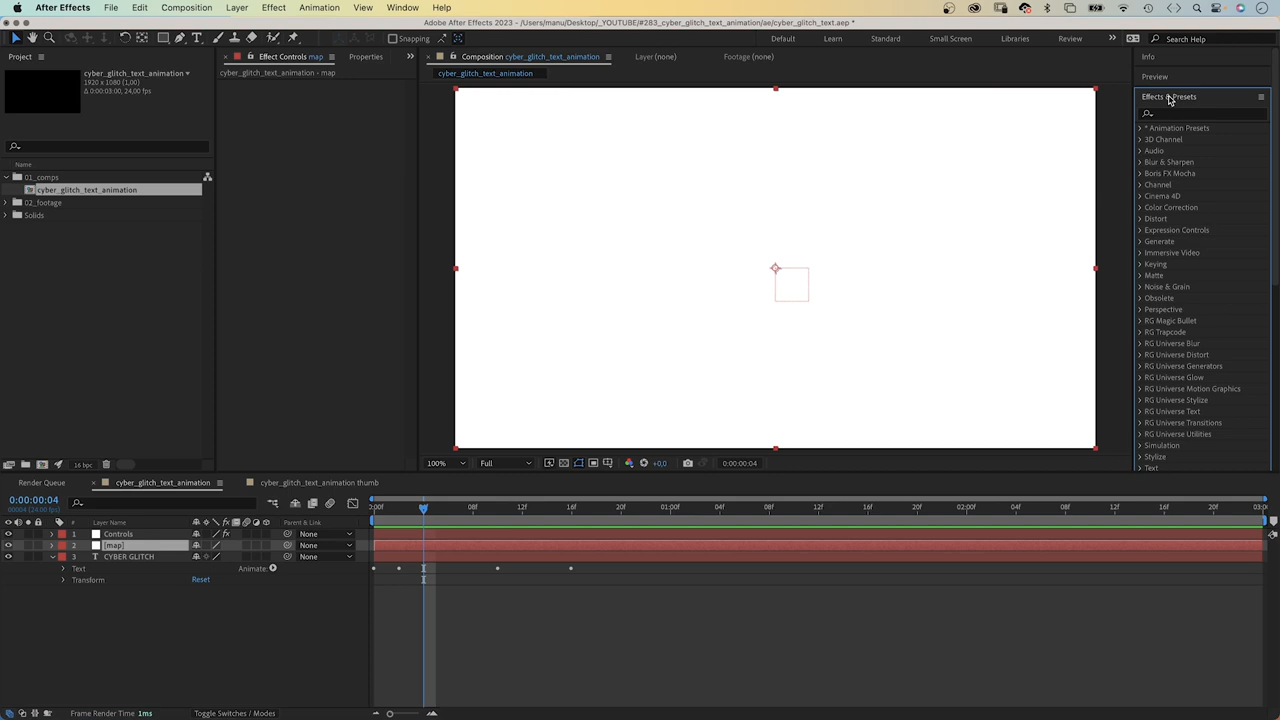 After Effects File Edit Composition Layer Effect Animation View Window Help
Adobe After Effects 2023 - /Users/manu/Desktop/_YOUTUBE/#283_cyber_glitch_text_animation/ae/cyber_glitch_text.aep *
Snapping Default Learn Standard Small Screen Libraries Review Search Help
Project
cyber_glitch_text_animation
1920 x 1080 (1,00)
Δ 0:00:03:00, 24,00 fps
Name
01_comps
cyber_glitch_text_animation
02_footage
Solids
16 bpc
Effect Controls map
Properties
cyber_glitch_text_animation · map
Composition cyber_glitch_text_animation
Layer (none)
Footage (none)
cyber_glitch_text_animation
100%
Full
+0,0
0:00:00:04
Info
Preview
Effects & Presets
* Animation Presets
3D Channel
Audio
Blur & Sharpen
Boris FX Mocha
Channel
Cinema 4D
Color Correction
Distort
Expression Controls
Generate
Immersive Video
Keying
Matte
Noise & Grain
Obsolete
Perspective
RG Magic Bullet
RG Trapcode
RG Universe Blur
RG Universe Distort
RG Universe Generators
RG Universe Glow
RG Universe Motion Graphics
RG Universe Stylize
RG Universe Text
RG Universe Transitions
RG Universe Utilities
Simulation
Stylize
Text
Render Queue
cyber_glitch_text_animation
cyber_glitch_text_animation thumb
0:00:00:04
00004 (24.00 fps)
# Layer Name Parent & Link
1 Controls None
2 [map] None
3 T CYBER GLITCH None
Text Animate:
Transform Reset
:00F 08F 12F 16F 20F 01:00F 04F 08F 12F 16F 20F 02:00F 04F 08F 12F 16F 20F 03:0
Frame Render Time 1ms
Toggle Switches / Modes